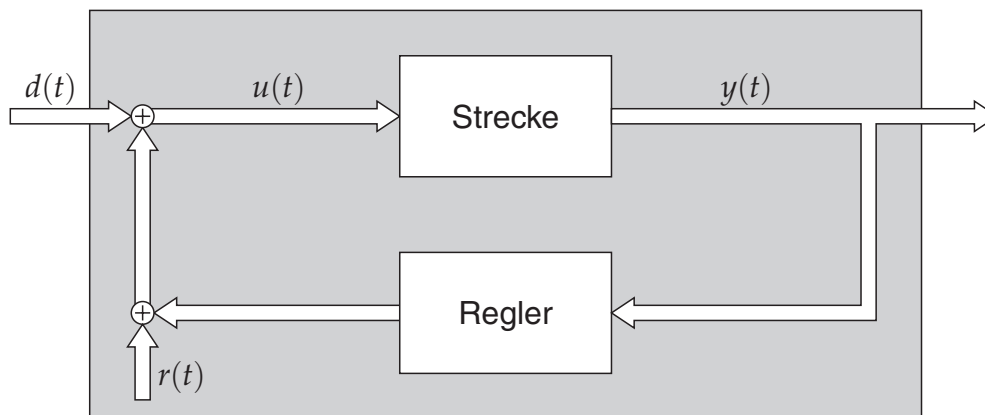 d(t)
u(t)
Strecke
y(t)
+
Regler
+
r(t)